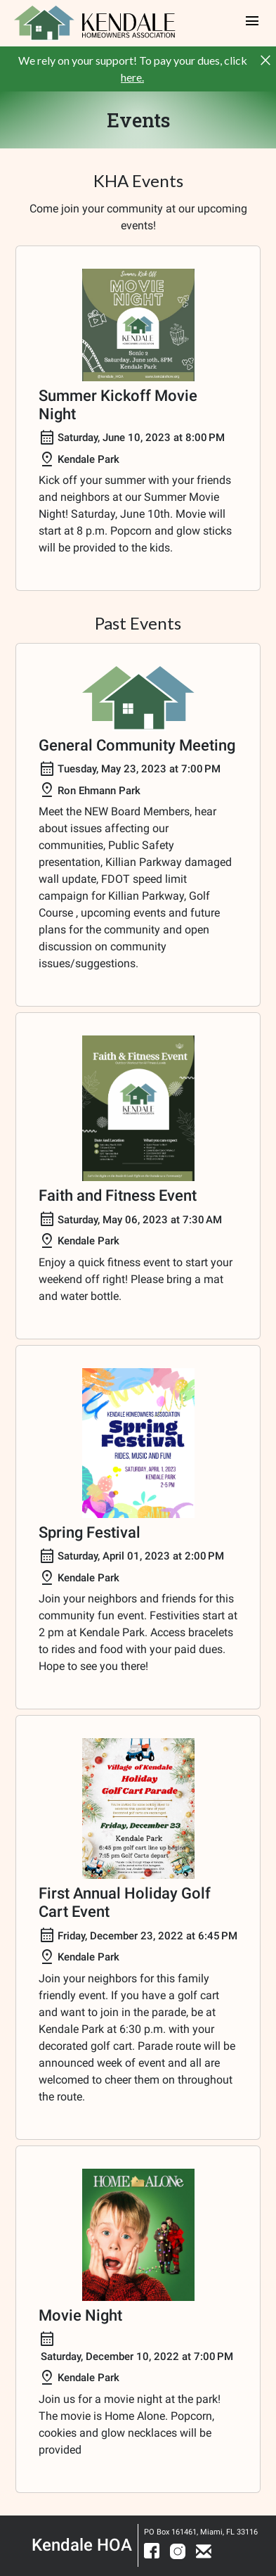 KENDALE
HOMEOWNERS ASSOCIATION
We rely on your support! To pay your dues, click
here.
Events
KHA Events
Come join your community at our upcoming
events!
Summer Kick Off
MOVIE
NIGHT
KENDALE
Sonic 2
Saturday, June 10th, 8PM
Kendale Park
Summer Kickoff Movie
Night
Saturday, June 10, 2023 at 8:00 PM
Kendale Park
Kick off your summer with your friends
and neighbors at our Summer Movie
Night! Saturday, June 10th. Movie will
start at 8 p.m. Popcorn and glow sticks
will be provided to the kids.
Past Events
General Community Meeting
Tuesday, May 23, 2023 at 7:00 PM
Ron Ehmann Park
Meet the NEW Board Members, hear
about issues affecting our
communities, Public Safety
presentation, Killian Parkway damaged
wall update, FDOT speed limit
campaign for Killian Parkway, Golf
Course , upcoming events and future
plans for the community and open
discussion on community
issues/suggestions.
Faith & Fitness Event
KENDALE
Date And Location
What you can expect
Faith and Fitness Event
Saturday, May 06, 2023 at 7:30 AM
Kendale Park
Enjoy a quick fitness event to start your
weekend off right! Please bring a mat
and water bottle.
KENDALE HOMEOWNERS ASSOCIATION
Spring
Festival
RIDES, MUSIC AND FUN!
SATURDAY, APRIL 1, 2023
KENDALE PARK
2-5 PM
Spring Festival
Saturday, April 01, 2023 at 2:00 PM
Kendale Park
Join your neighbors and friends for this
community fun event. Festivities start at
2 pm at Kendale Park. Access bracelets
to rides and food with your paid dues.
Hope to see you there!
Village of Kendale
Holiday
Golf Cart Parade
Friday, December 23
Kendale Park
6:45 pm golf cart line up begins
7:15 pm Golf Carts depart
First Annual Holiday Golf
Cart Event
Friday, December 23, 2022 at 6:45 PM
Kendale Park
Join your neighbors for this family
friendly event. If you have a golf cart
and want to join in the parade, be at
Kendale Park at 6:30 p.m. with your
decorated golf cart. Parade route will be
announced week of event and all are
welcomed to cheer them on throughout
the route.
HOME ALONe
Movie Night
Saturday, December 10, 2022 at 7:00 PM
Kendale Park
Join us for a movie night at the park!
The movie is Home Alone. Popcorn,
cookies and glow necklaces will be
provided
Kendale HOA
PO Box 161461, Miami, FL 33116